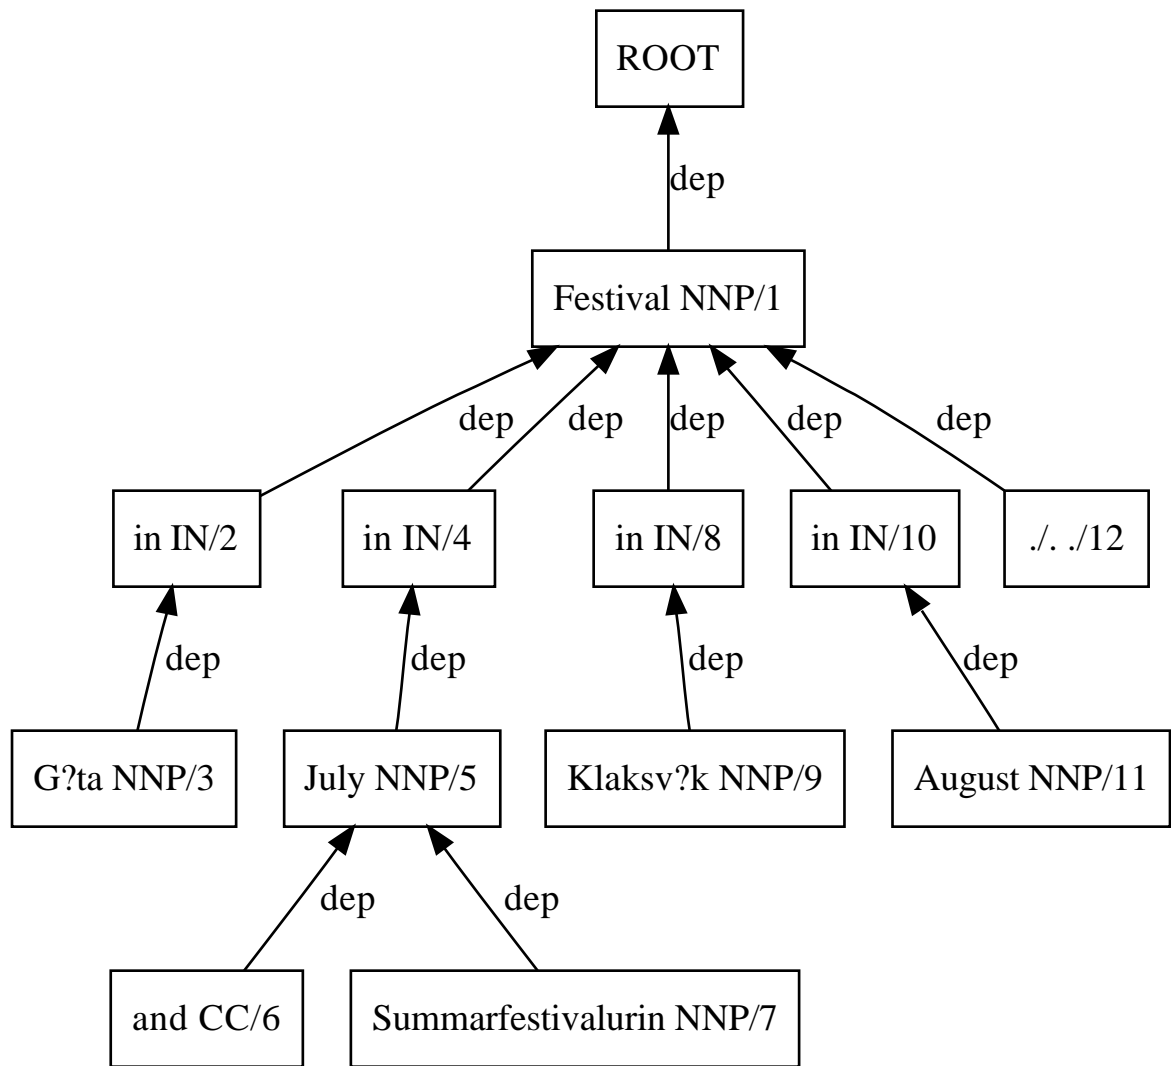 ROOT
dep
Festival NNP/1
dep dep dep dep dep
in IN/2 in IN/4 in IN/8 in IN/10 ./. ./12
dep dep dep dep
G?ta NNP/3 July NNP/5 Klaksv?k NNP/9 August NNP/11
dep dep
and CC/6 Summarfestivalurin NNP/7